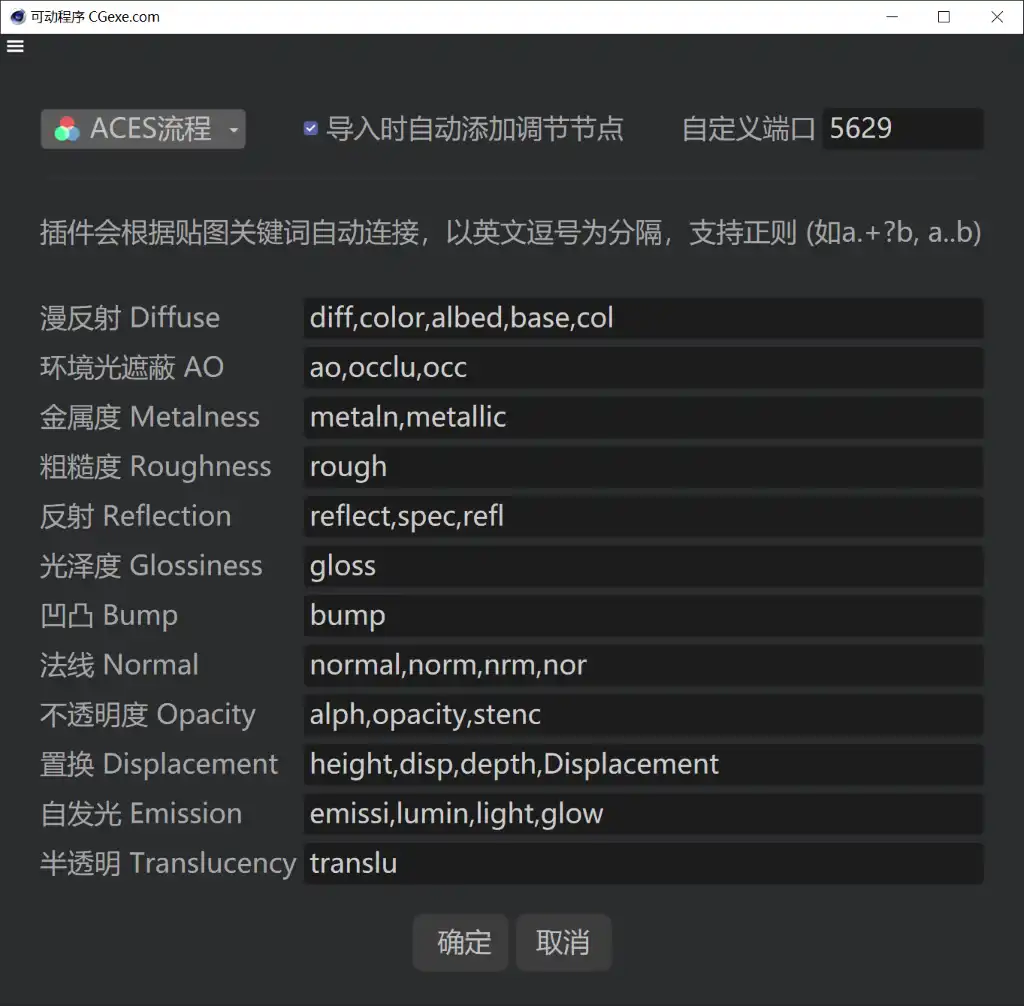 可动程序 CGexe.com
ACES流程 导入时自动添加调节节点 自定义端口 5629
插件会根据贴图关键词自动连接，以英文逗号为分隔，支持正则 (如a.+?b, a..b)
漫反射 Diffuse diff,color,albed,base,col
环境光遮蔽 AO ao,occlu,occ
金属度 Metalness metaln,metallic
粗糙度 Roughness rough
反射 Reflection reflect,spec,refl
光泽度 Glossiness gloss
凹凸 Bump bump
法线 Normal normal,norm,nrm,nor
不透明度 Opacity alph,opacity,stenc
置换 Displacement height,disp,depth,Displacement
自发光 Emission emissi,lumin,light,glow
半透明 Translucency translu
确定 取消